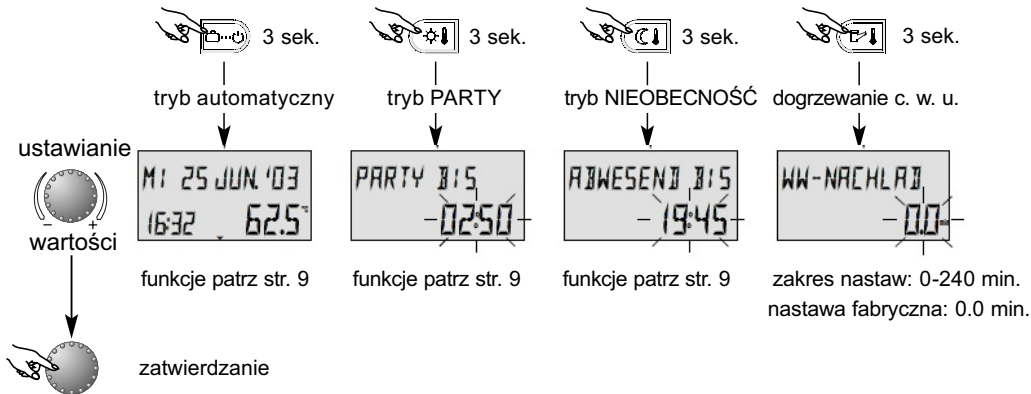 3 sek. 3 sek. 3 sek. 3 sek.
tryb automatyczny tryb PARTY tryb NIEOBECNOŚĆ dogrzewanie c. w. u.
ustawianie
- +
wartości
MI 25 JUN. '03
16:32 62.5°
PARTY BIS
02:50
ABWESEND BIS
19:45
WW-NACHLAD
0.0 min
funkcje patrz str. 9 funkcje patrz str. 9 funkcje patrz str. 9 zakres nastaw: 0-240 min.
nastawa fabryczna: 0.0 min.
zatwierdzanie